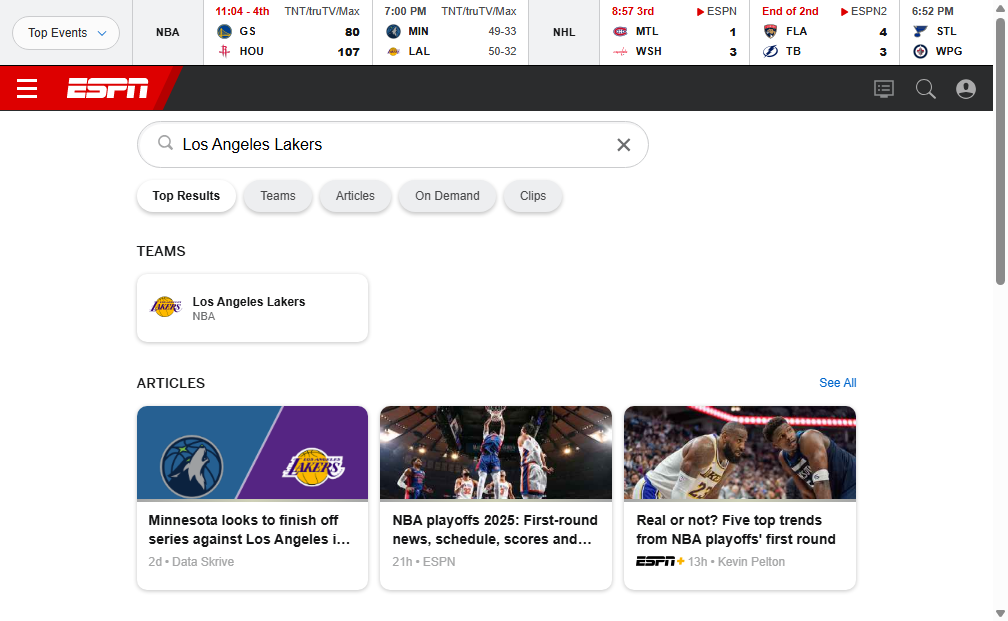 Top Events
NBA
11:04 - 4th TNT/truTV/Max
GS 80
HOU 107
7:00 PM TNT/truTV/Max
MIN 49-33
LAL 50-32
NHL
8:57 3rd ESPN
MTL 1
WSH 3
End of 2nd ESPN2
FLA 4
TB 3
6:52 PM
STL
WPG
ESPN
Los Angeles Lakers
Top Results Teams Articles On Demand Clips
TEAMS
LAKERS
Los Angeles Lakers
NBA
ARTICLES
See All
LOS ANGELES
LAKERS
Minnesota looks to finish off
series against Los Angeles i...
2d • Data Skrive
NBA playoffs 2025: First-round
news, schedule, scores and...
21h • ESPN
23
Real or not? Five top trends
from NBA playoffs' first round
ESPN+ 13h • Kevin Pelton